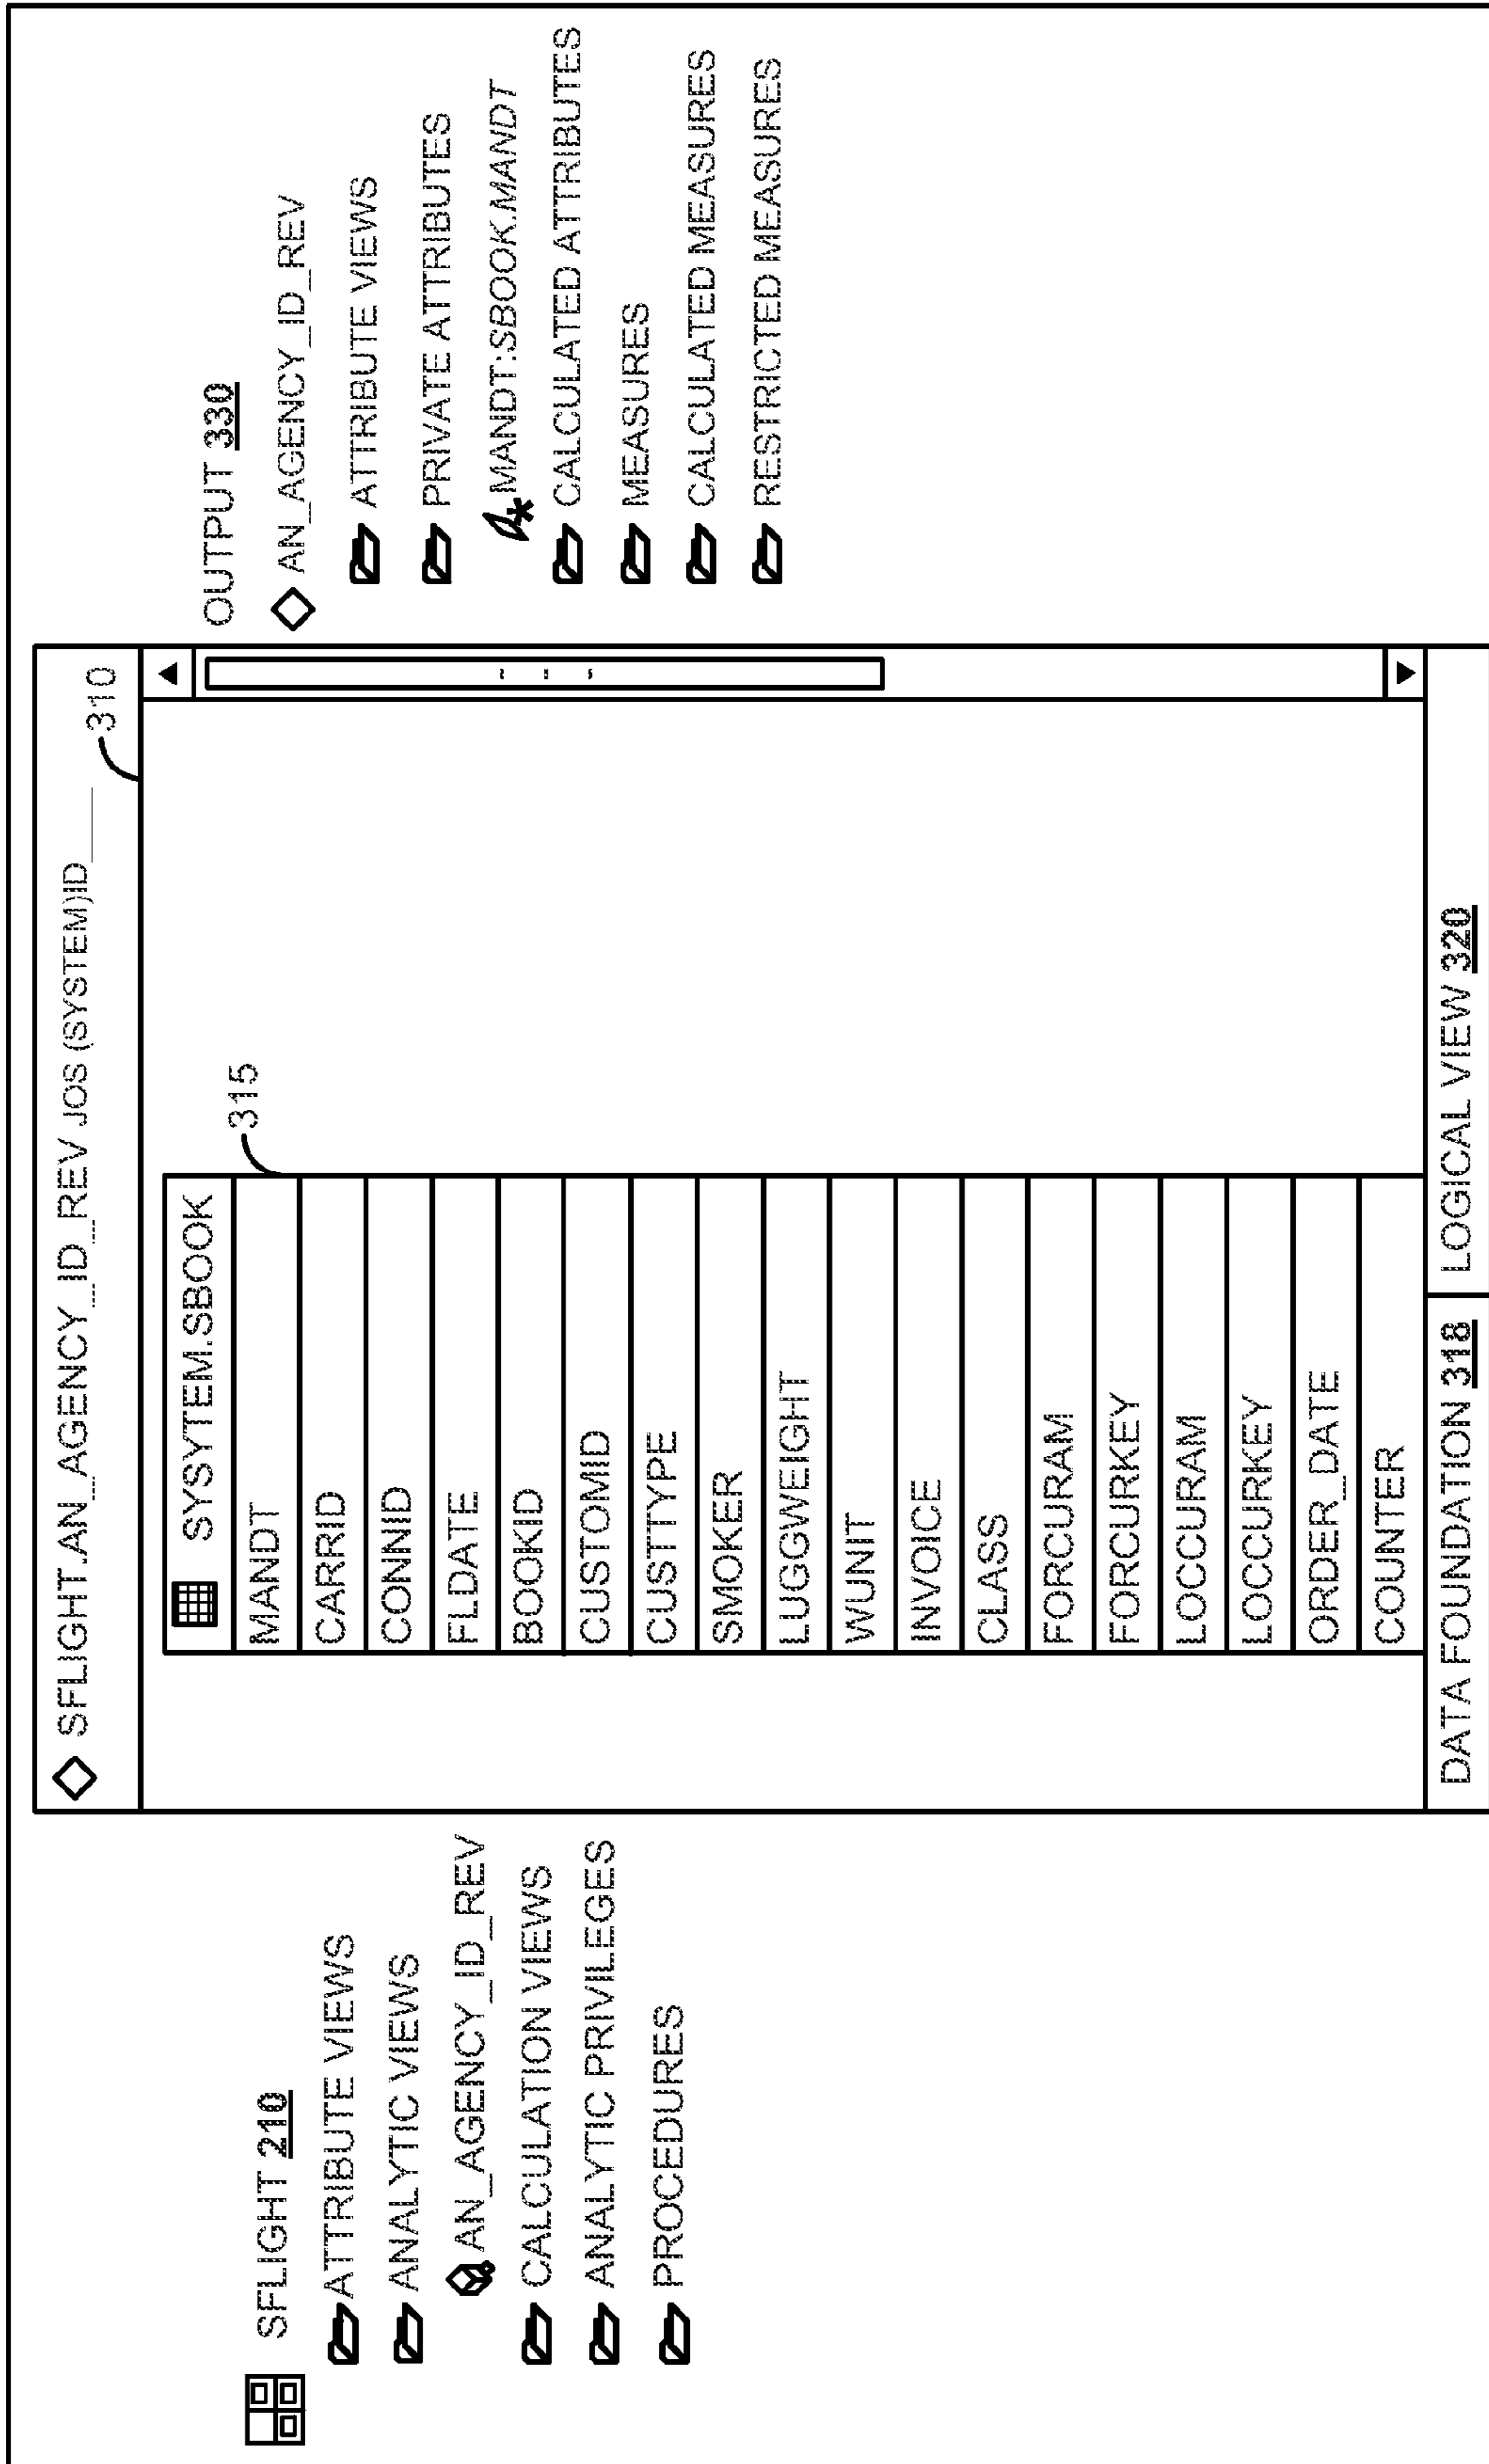 SFLIGHT 210
ATTRIBUTE VIEWS
ANALYTIC VIEWS
AN_AGENCY_ID_REV
CALCULATION VIEWS
ANALYTIC PRIVILEGES
PROCEDURES
SFLIGHT.AN_AGENCY_ID_REV JOS (SYSTEM)ID____
310
SYSYTEM.SBOOK
315
MANDT
CARRID
CONNID
FLDATE
BOOKID
CUSTOMID
CUSTTYPE
SMOKER
LUGGWEIGHT
WUNIT
INVOICE
CLASS
FORCURAM
FORCURKEY
LOCCURAM
LOCCURKEY
ORDER_DATE
COUNTER
DATA FOUNDATION 318
LOGICAL VIEW 320
OUTPUT 330
AN_AGENCY_ID_REV
ATTRIBUTE VIEWS
PRIVATE ATTRIBUTES
MANDT:SBOOK.MANDT
CALCULATED ATTRIBUTES
MEASURES
CALCULATED MEASURES
RESTRICTED MEASURES